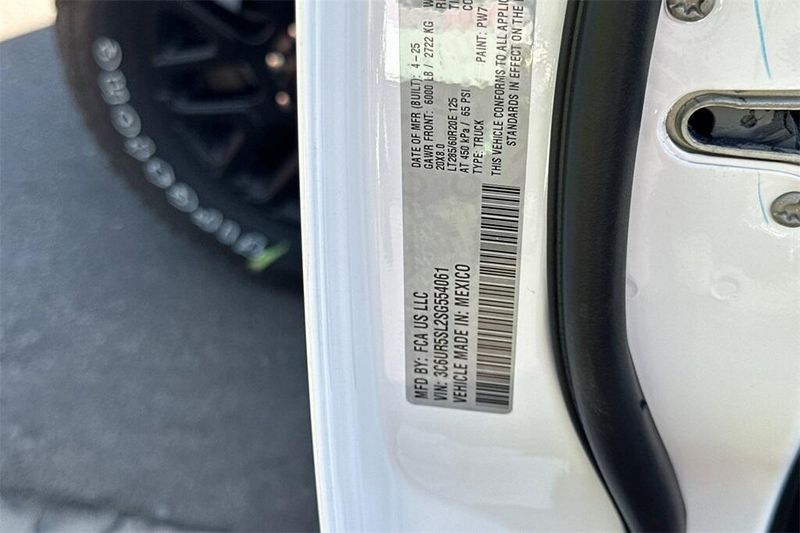 MFD BY: FCA US LLC
VIN: 3C6UR5SL2SG554061
VEHICLE MADE IN: MEXICO
DATE OF MFR (BUILT): 4-25
GAWR FRONT: 6000 LB / 2722 KG
20X8.0
LT285/60R20E 125
AT 450 kPa / 65 PSI
TYPE: TRUCK
PAINT: PW7
THIS VEHICLE CONFORMS TO ALL APPLIC
STANDARDS IN EFFECT ON THE